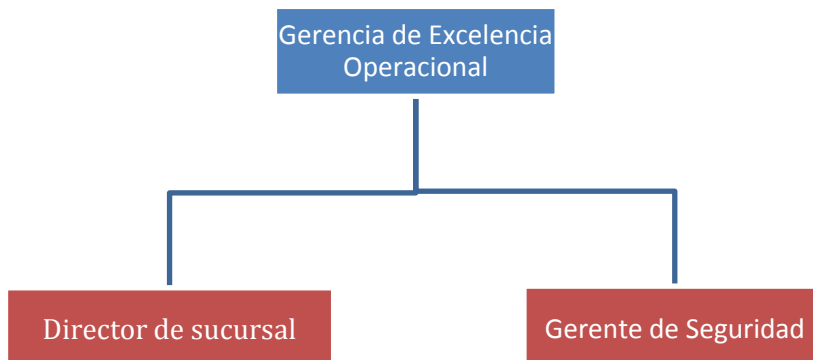 Gerencia de Excelencia
Operacional
Director de sucursal
Gerente de Seguridad